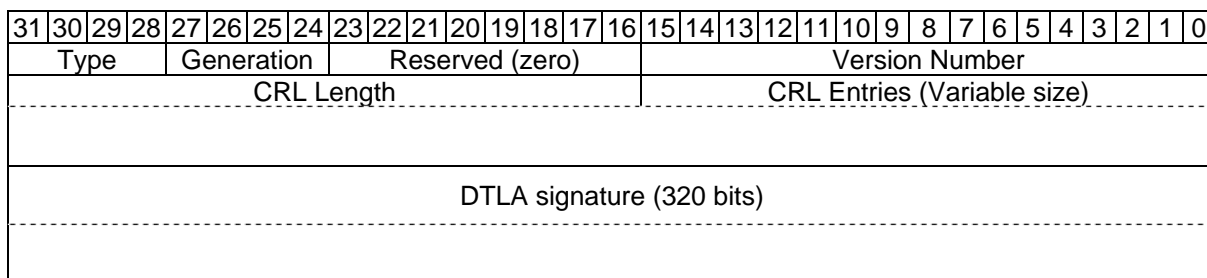 31 30 29 28 27 26 25 24 23 22 21 20 19 18 17 16 15 14 13 12 11 10 9 8 7 6 5 4 3 2 1 0
Type Generation Reserved (zero) Version Number
CRL Length CRL Entries (Variable size)
DTLA signature (320 bits)